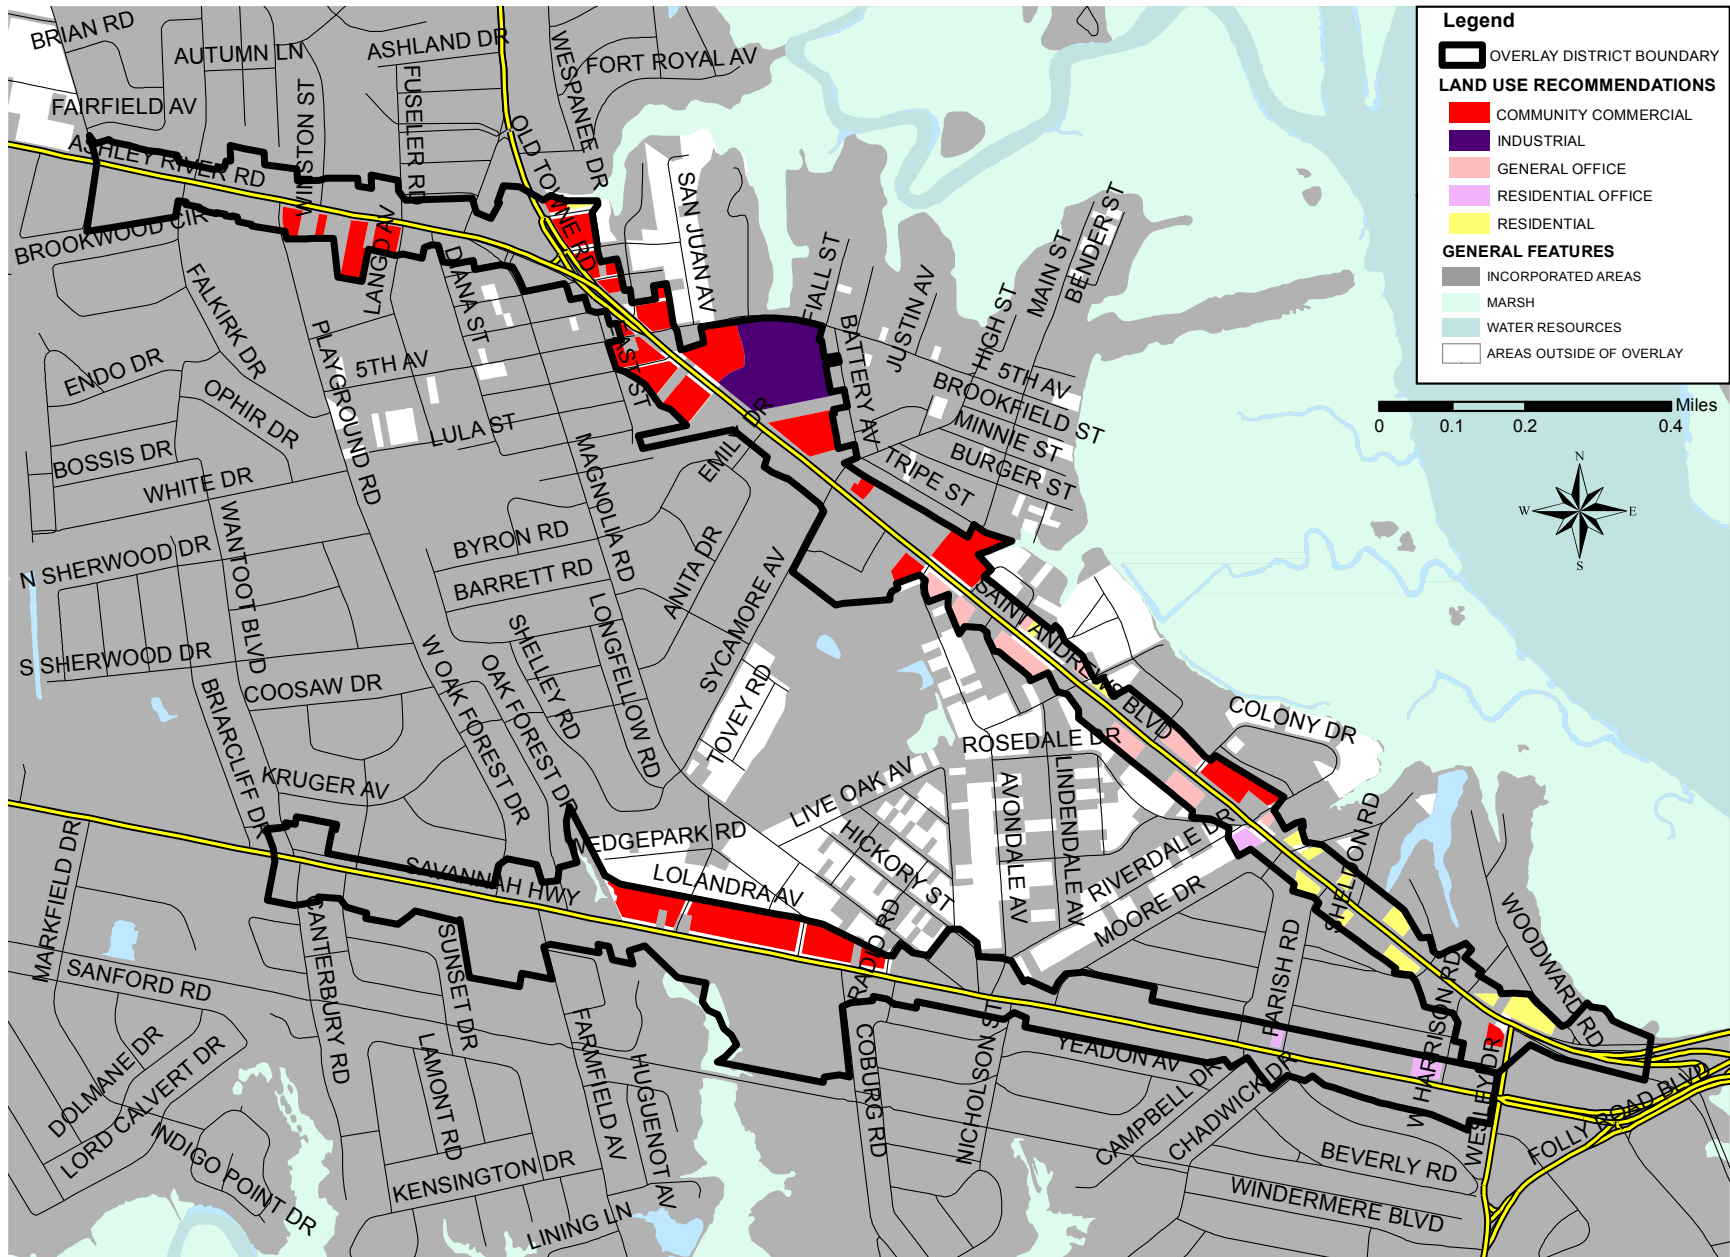 Legend
OVERLAY DISTRICT BOUNDARY
LAND USE RECOMMENDATIONS
COMMUNITY COMMERCIAL
INDUSTRIAL
GENERAL OFFICE
RESIDENTIAL OFFICE
RESIDENTIAL
GENERAL FEATURES
INCORPORATED AREAS
MARSH
WATER RESOURCES
AREAS OUTSIDE OF OVERLAY
Miles
0 0.1 0.2 0.4
N
W E
S
BRIAN RD
AUTUMN LN
ASHLAND DR
WESPANEE DR
FORT ROYAL AV
FAIRFIELD AV
WINSTON ST
FUSELER RD
OLD TOWNE RD
ASHLEY RIVER RD
SAN JUAN AV
BROOKWOOD CIR
LANGO AV
DIANA ST
FALKIRK DR
PLAYGROUND RD
EAST ST
FIALL ST
BATTERY AV
JUSTIN AV
HIGH ST
MAIN ST
BENDER ST
ENDO DR
5TH AV
5TH AV
OPHIR DR
LULA ST
EMILY DR
BROOKFIELD ST
MINNIE ST
BURGER ST
TRIPE ST
BOSSIS DR
WHITE DR
MAGNOLIA RD
WANTOOT BLVD
BYRON RD
BARRETT RD
ANITA DR
N SHERWOOD DR
S SHERWOOD DR
SHELLEY RD
LONGFELLOW RD
SYCAMORE AV
SAINT ANDREWS BLVD
W OAK FOREST DR
OAK FOREST DR
BRIARCLIFF DR
COOSAW DR
TOVEY RD
ROSEDALE DR
COLONY DR
KRUGER AV
LIVE OAK AV
AVONDALE AV
LINDENDALE AV
WEDGEPARK RD
HICKORY ST
RIVERDALE DR
SHELMON RD
MARKFIELD DR
SAVANNAH HWY
LOLANDRA AV
MOORE DR
WOODWARD RD
CANTERBURY RD
SUNSET DR
RADIO RD
PARISH RD
W HARRISON RD
SANFORD RD
DOLMANE DR
LORD CALVERT DR
LAMONT RD
FARMFIELD AV
HUGUENOT AV
COBURG RD
NICHOLSON ST
YEADON AV
CAMPBELL DR
CHADWICK DR
WESLEY DR
FOLLY ROAD BLVD
INDIGO POINT DR
KENSINGTON DR
BEVERLY RD
LINING LN
WINDERMERE BLVD